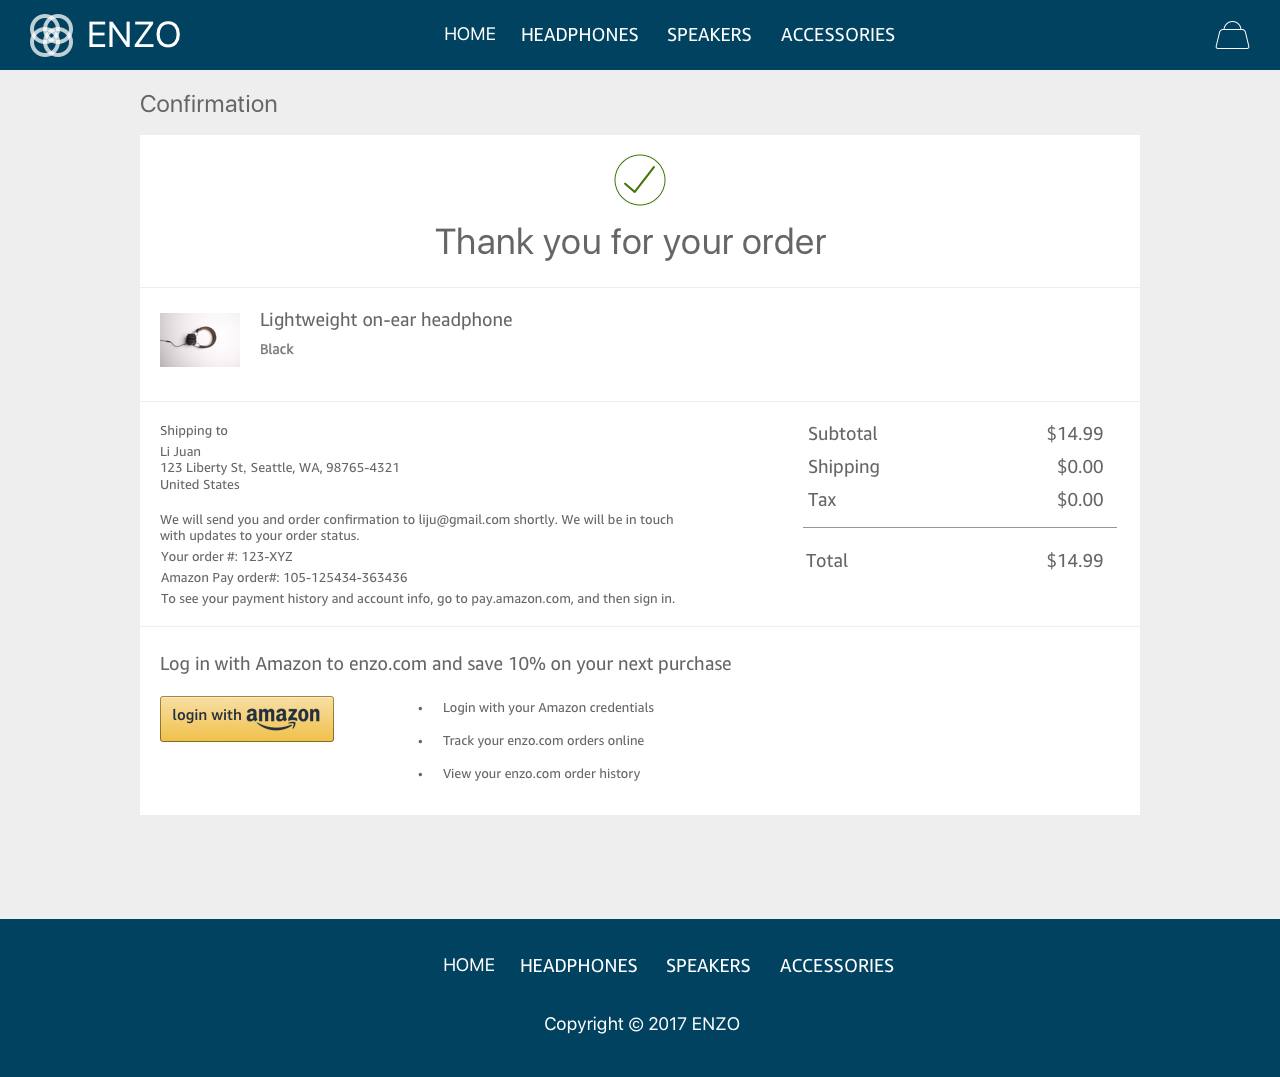 ENZO
HOME HEADPHONES SPEAKERS ACCESSORIES
Confirmation
Thank you for your order
Lightweight on-ear headphone
Black
Shipping to
Li Juan
123 Liberty St, Seattle, WA, 98765-4321
United States
We will send you and order confirmation to liju@gmail.com shortly. We will be in touch
with updates to your order status.
Your order #: 123-XYZ
Amazon Pay order#: 105-125434-363436
To see your payment history and account info, go to pay.amazon.com, and then sign in.
Subtotal $14.99
Shipping $0.00
Tax $0.00
Total $14.99
Log in with Amazon to enzo.com and save 10% on your next purchase
login with amazon
• Login with your Amazon credentials
• Track your enzo.com orders online
• View your enzo.com order history
HOME HEADPHONES SPEAKERS ACCESSORIES
Copyright © 2017 ENZO